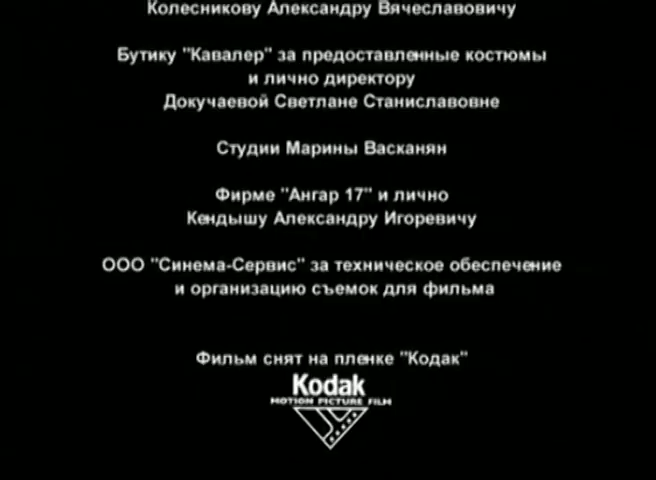 Колесникову Александру Вячеславовичу
Бутику "Кавалер" за предоставленные костюмы
и лично директору
Докучаевой Светлане Станиславовне
Студии Марины Васканян
Фирме "Ангар 17" и лично
Кендышу Александру Игоревичу
ООО "Синема-Сервис" за техническое обеспечение
и организацию съемок для фильма
Фильм снят на пленке "Кодак"
Kodak
MOTION PICTURE FILM